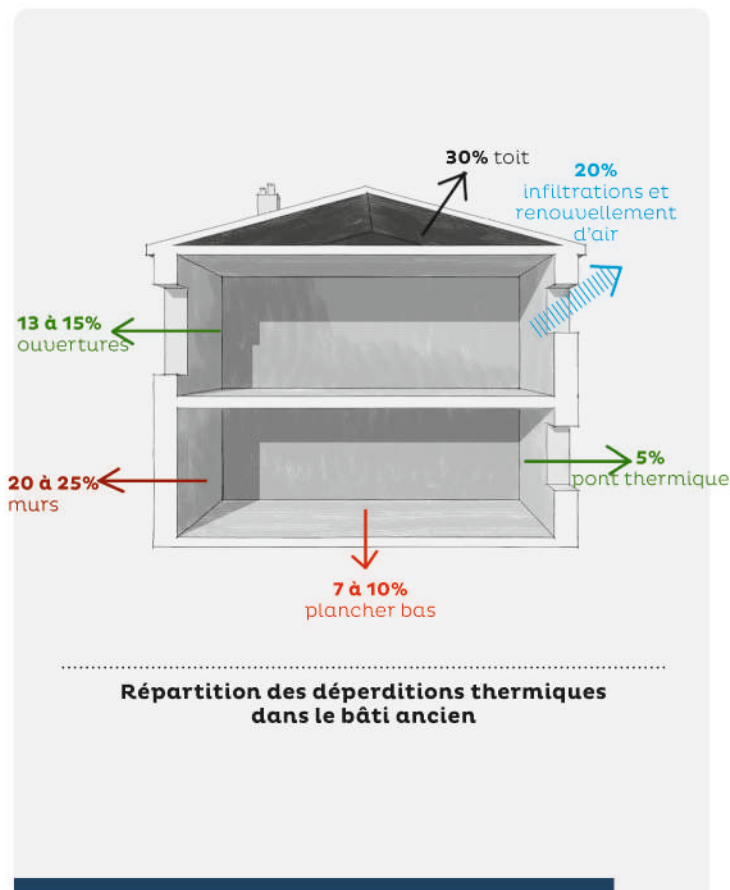 30% toit
20%
infiltrations et
renouvellement
d'air
13 à 15%
ouvertures
20 à 25%
murs
5%
pont thermique
7 à 10%
plancher bas
Répartition des déperditions thermiques
dans le bâti ancien